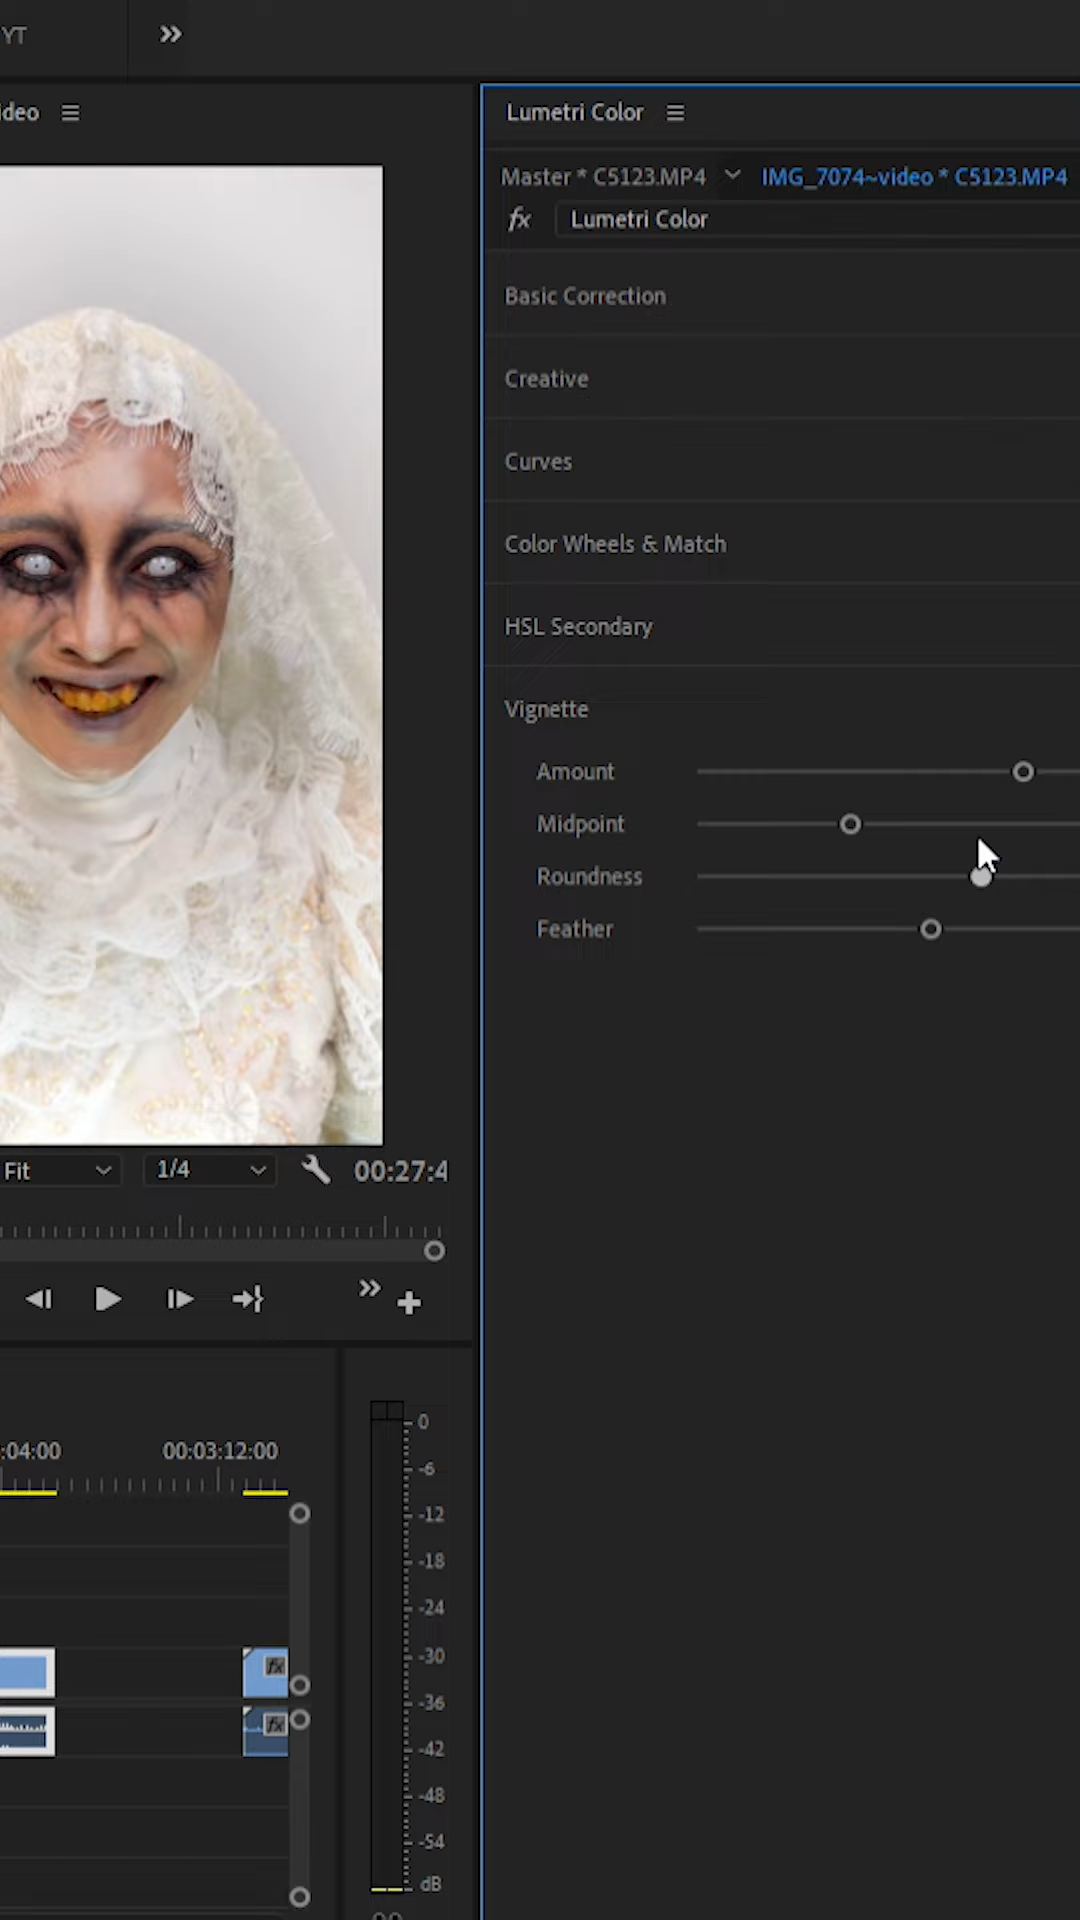 YT
ideo
Lumetri Color
Master * C5123.MP4
IMG_7074~video * C5123.MP4
fx
Lumetri Color
Basic Correction
Creative
Curves
Color Wheels & Match
HSL Secondary
Vignette
Amount
Midpoint
Roundness
Feather
Fit
1/4
00:27:4
:04:00
00:03:12:00
0
-6
-12
-18
-24
-30
-36
-42
-48
-54
dB
fx
fx